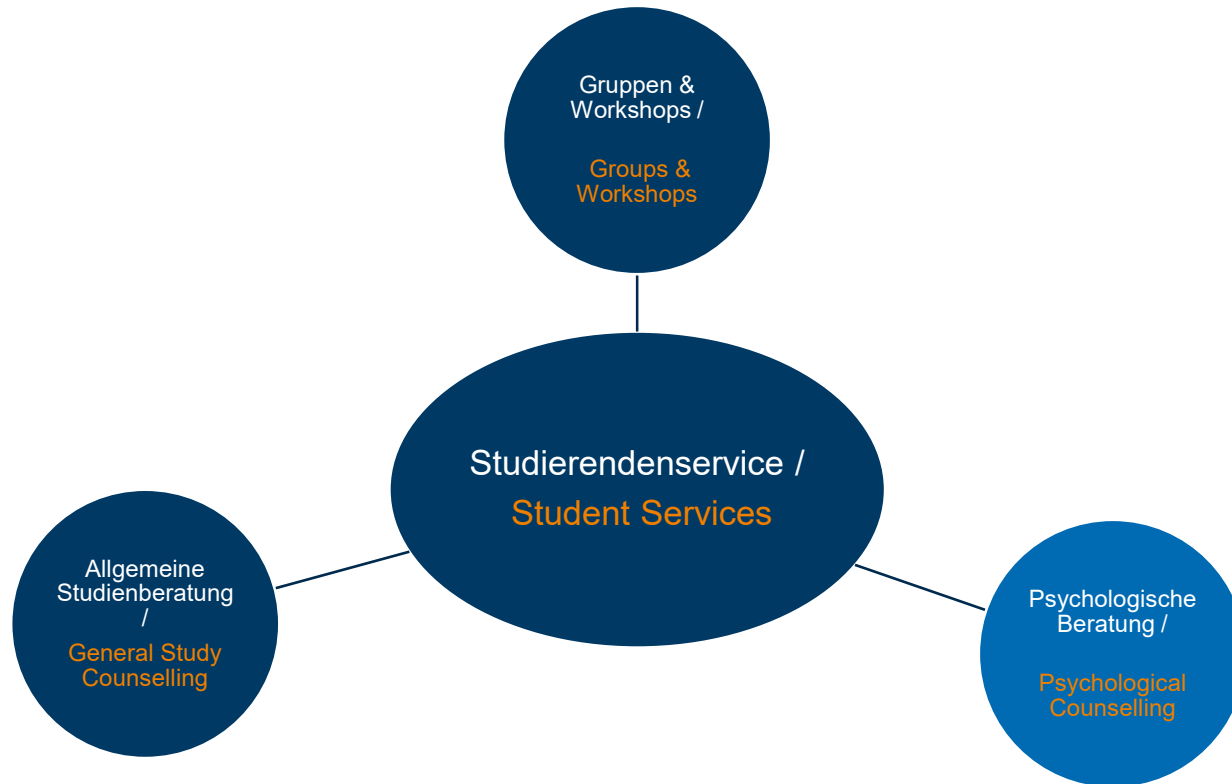 Gruppen &
Workshops /
Groups &
Workshops
Studierendenservice /
Student Services
Allgemeine
Studienberatung
/
General Study
Counselling
Psychologische
Beratung /
Psychological
Counselling